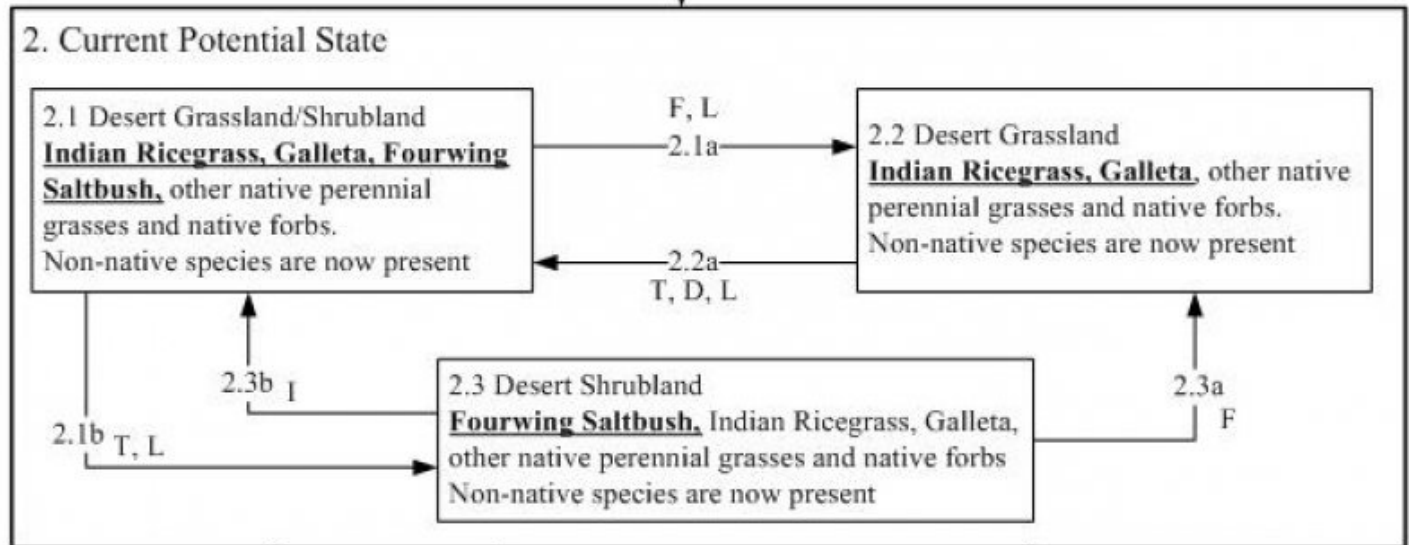 2. Current Potential State
2.1 Desert Grassland/Shrubland
Indian Ricegrass, Galleta, Fourwing
Saltbush, other native perennial
grasses and native forbs.
Non-native species are now present
F, L
2.1a
2.2 Desert Grassland
Indian Ricegrass, Galleta, other native
perennial grasses and native forbs.
Non-native species are now present
2.2a
T, D, L
2.3b I
2.1b T, L
2.3 Desert Shrubland
Fourwing Saltbush, Indian Ricegrass, Galleta,
other native perennial grasses and native forbs
Non-native species are now present
2.3a
F